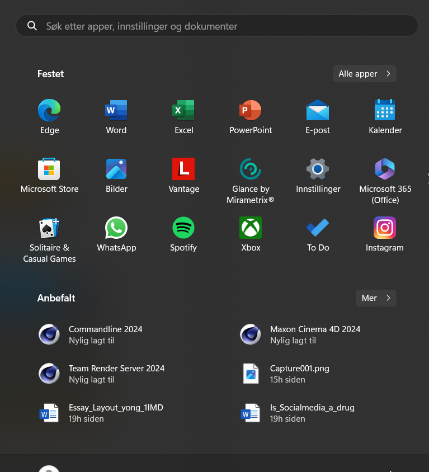 Søk etter apper, innstillinger og dokumenter
Festet
Alle apper >
Edge
Word
Excel
PowerPoint
E-post
Kalender
Microsoft Store
Bilder
Vantage
Glance by
Mirametrix®
Innstillinger
Microsoft 365
(Office)
Solitaire &
Casual Games
WhatsApp
Spotify
Xbox
To Do
Instagram
Anbefalt
Mer >
Commandline 2024
Nylig lagt til
Maxon Cinema 4D 2024
Nylig lagt til
Team Render Server 2024
Nylig lagt til
Capture001.png
15h siden
Essay_Layout_yong_1IMD
19h siden
Is_Socialmedia_a_drug
19h siden